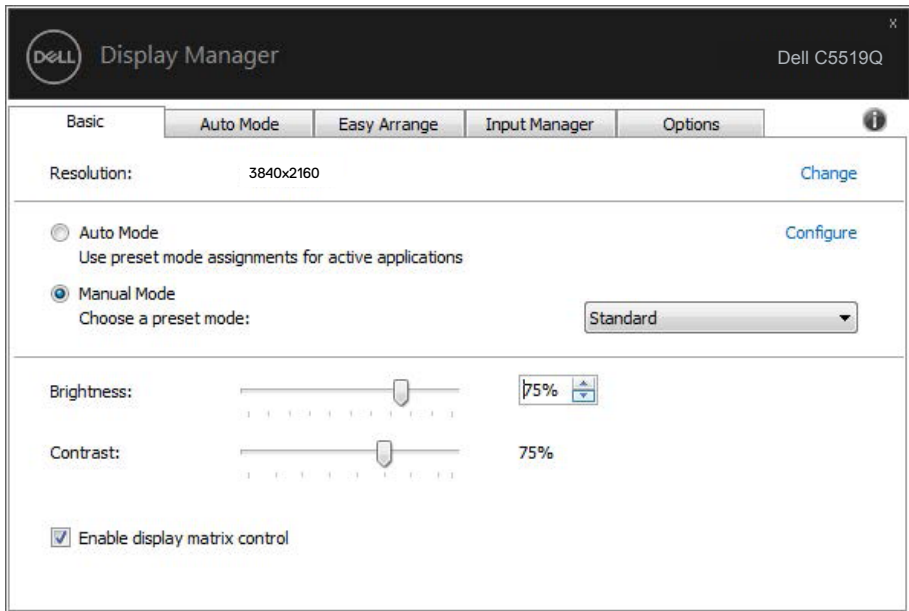 x
DELL Display Manager
Dell C5519Q
Basic Auto Mode Easy Arrange Input Manager Options i
Resolution: 3840x2160 Change
Auto Mode Configure
Use preset mode assignments for active applications
Manual Mode
Choose a preset mode: Standard
Brightness: 75%
Contrast: 75%
Enable display matrix control